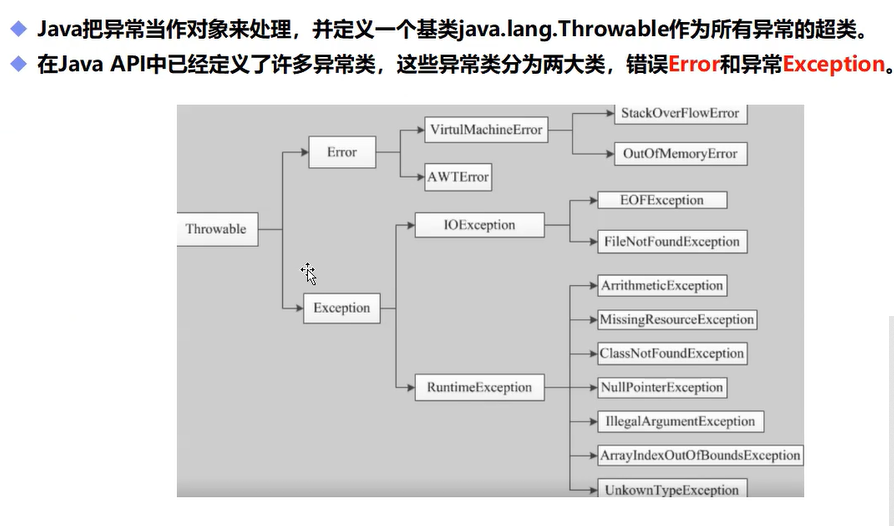 Java把异常当作对象来处理，并定义一个基类java.lang.Throwable作为所有异常的超类。
在Java API中已经定义了许多异常类，这些异常类分为两大类，错误Error和异常Exception。
StackOverFlowError
VirtulMachineError
Error
OutOfMemoryError
AWTError
EOFException
IOException
Throwable
FileNotFoundException
ArrithmeticException
Exception
MissingResourceException
ClassNotFoundException
RuntimeException
NullPointerException
IllegalArgumentException
ArrayIndexOutOfBoundsException
UnkownTypeException